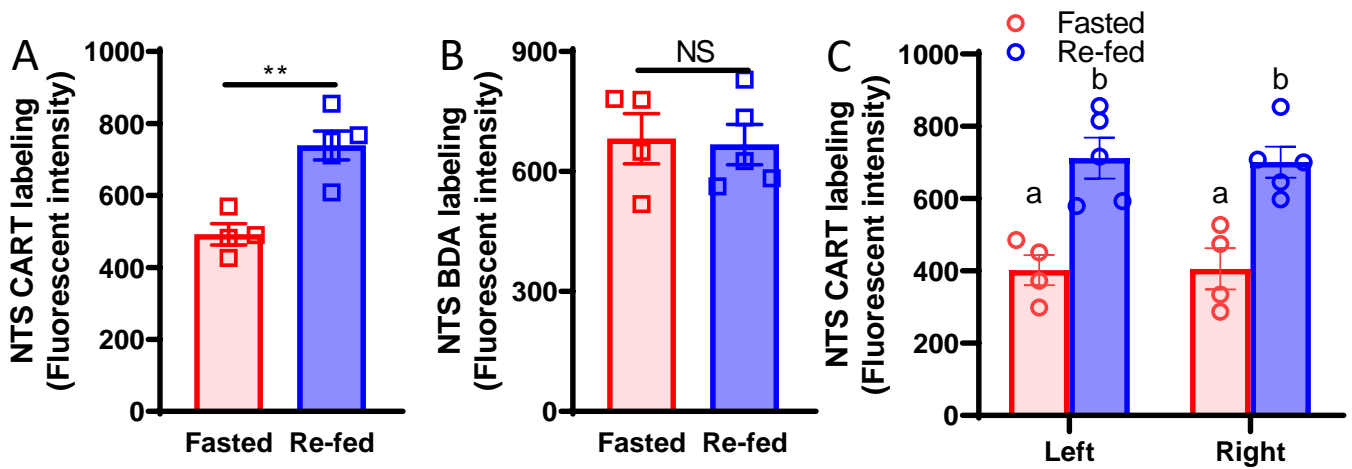 A
NTS CART labeling
(Fluorescent intensity)
1000
800
600
400
200
0
**
Fasted
Re-fed
B
NTS BDA labeling
(Fluorescent intensity)
900
600
300
0
NS
Fasted
Re-fed
C
Fasted
Re-fed
NTS CART labeling
(Fluorescent intensity)
1000
800
600
400
200
0
a
b
a
b
Left
Right